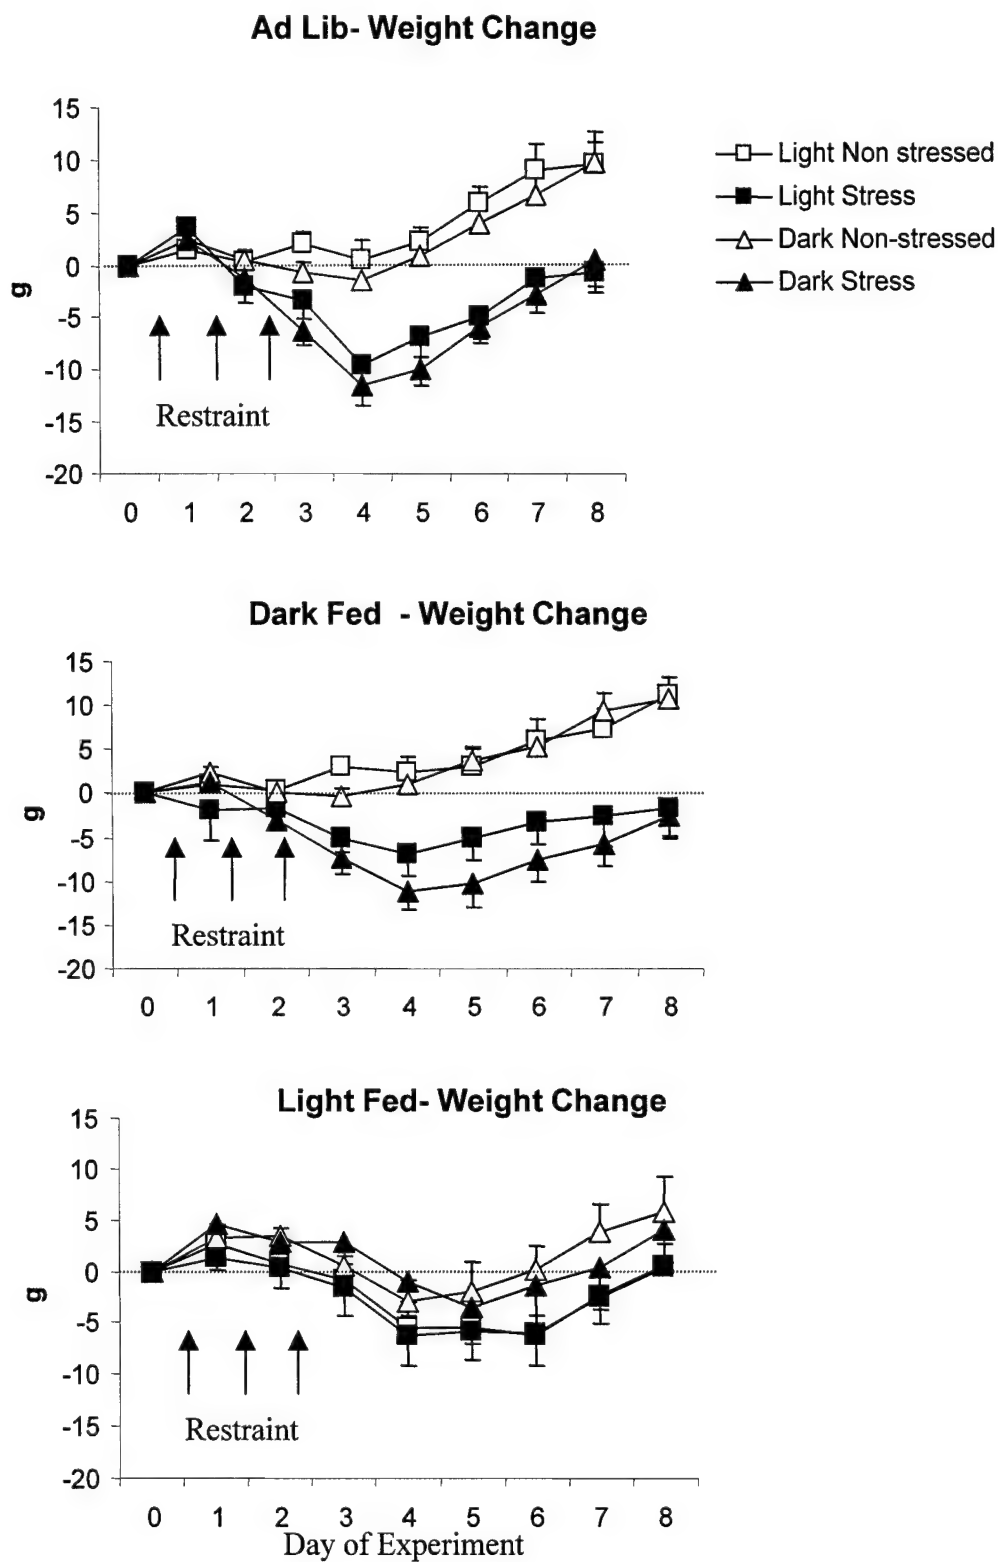 Ad Lib- Weight Change
15
10
5
0
-5
-10
-15
-20
g
Restraint
0 1 2 3 4 5 6 7 8
Light Non stressed
Light Stress
Dark Non-stressed
Dark Stress
Dark Fed - Weight Change
15
10
5
0
-5
-10
-15
-20
g
Restraint
0 1 2 3 4 5 6 7 8
Light Fed- Weight Change
15
10
5
0
-5
-10
-15
-20
g
Restraint
0 1 2 3 4 5 6 7 8
Day of Experiment